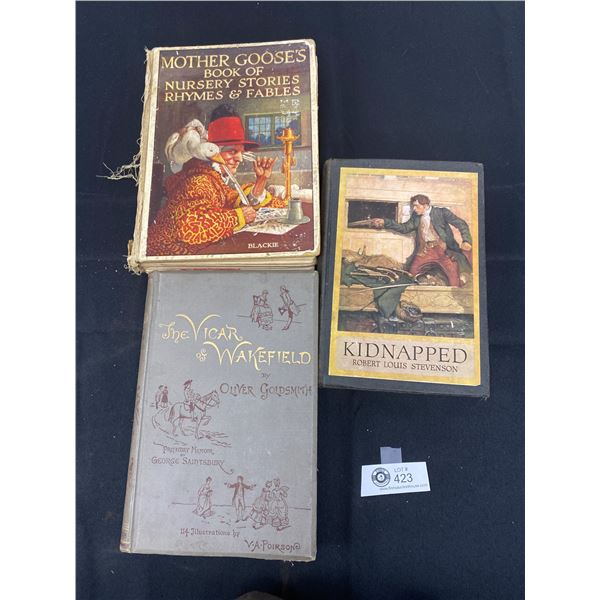 MOTHER GOOSE'S
BOOK OF
NURSERY STORIES
RHYMES & FABLES
BLACKIE
KIDNAPPED
ROBERT LOUIS STEVENSON
The VICAR
of WAKEFIELD
BY
OLIVER GOLDSMITH
Prefatory Memoir
by
GEORGE SAINTSBURY
114 Illustrations by
V.A. POIRSON
LOT #
423